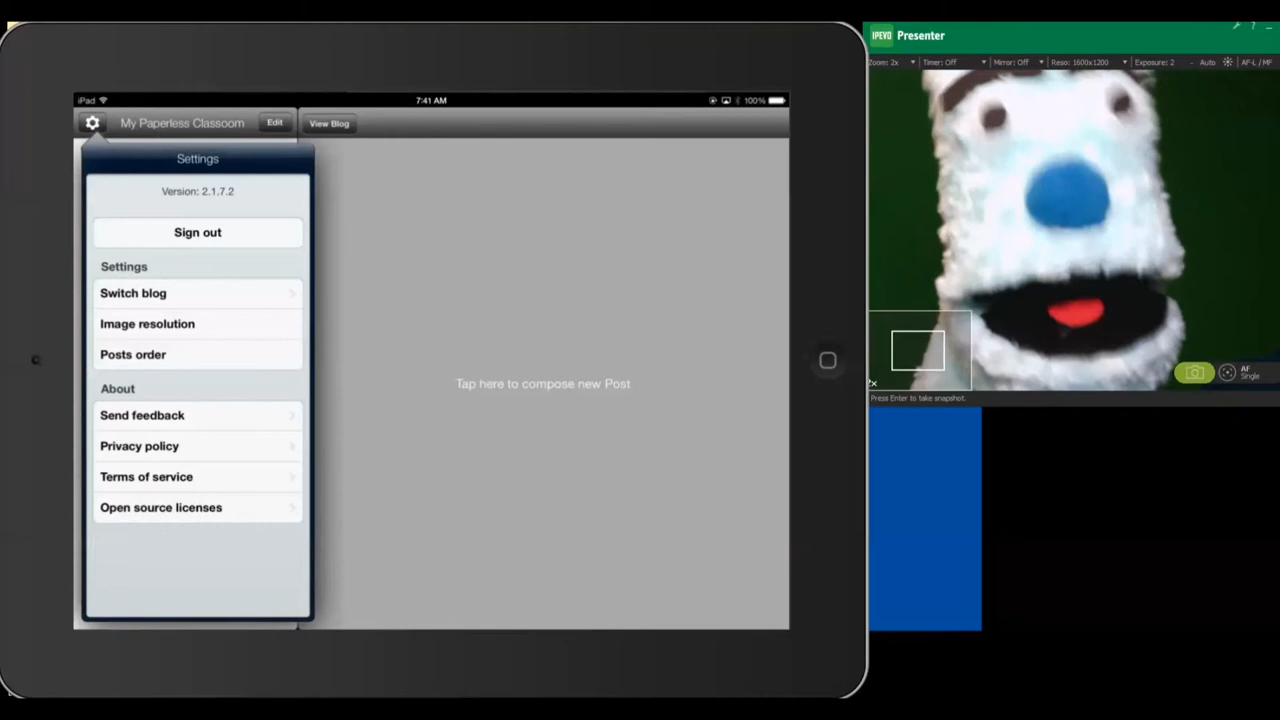 iPad
7:41 AM
100%
My Paperless Classoom
Edit
View Blog
Settings
Version: 2.1.7.2
Sign out
Settings
Switch blog
Image resolution
Posts order
About
Send feedback
Privacy policy
Terms of service
Open source licenses
Tap here to compose new Post
IPEVO Presenter
Zoom: 2x
Timer: Off
Mirror: Off
Reso: 1600x1200
Exposure: 2 - Auto
AF-L / MF
AF
Single
Press Enter to take snapshot.